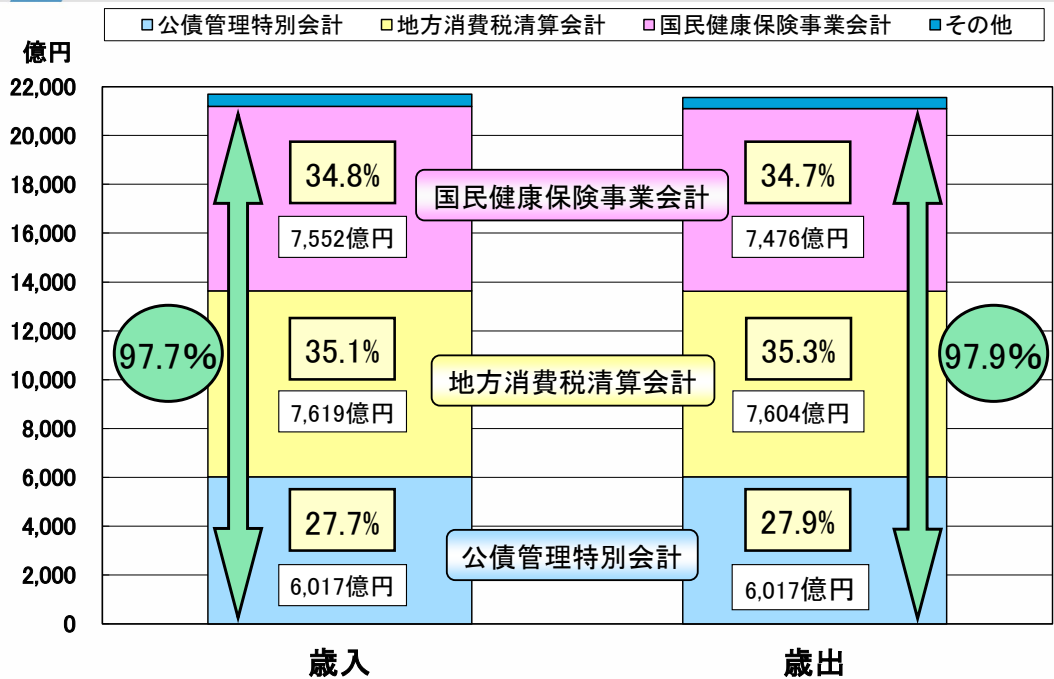 公債管理特別会計 地方消費税清算会計 国民健康保険事業会計 その他
億円
22,000
20,000
18,000
16,000
14,000
12,000
10,000
8,000
6,000
4,000
2,000
0
34.8%
7,552億円
国民健康保険事業会計
34.7%
7,476億円
97.7%
35.1%
7,619億円
地方消費税清算会計
35.3%
7,604億円
97.9%
27.7%
6,017億円
公債管理特別会計
27.9%
6,017億円
歳入
歳出